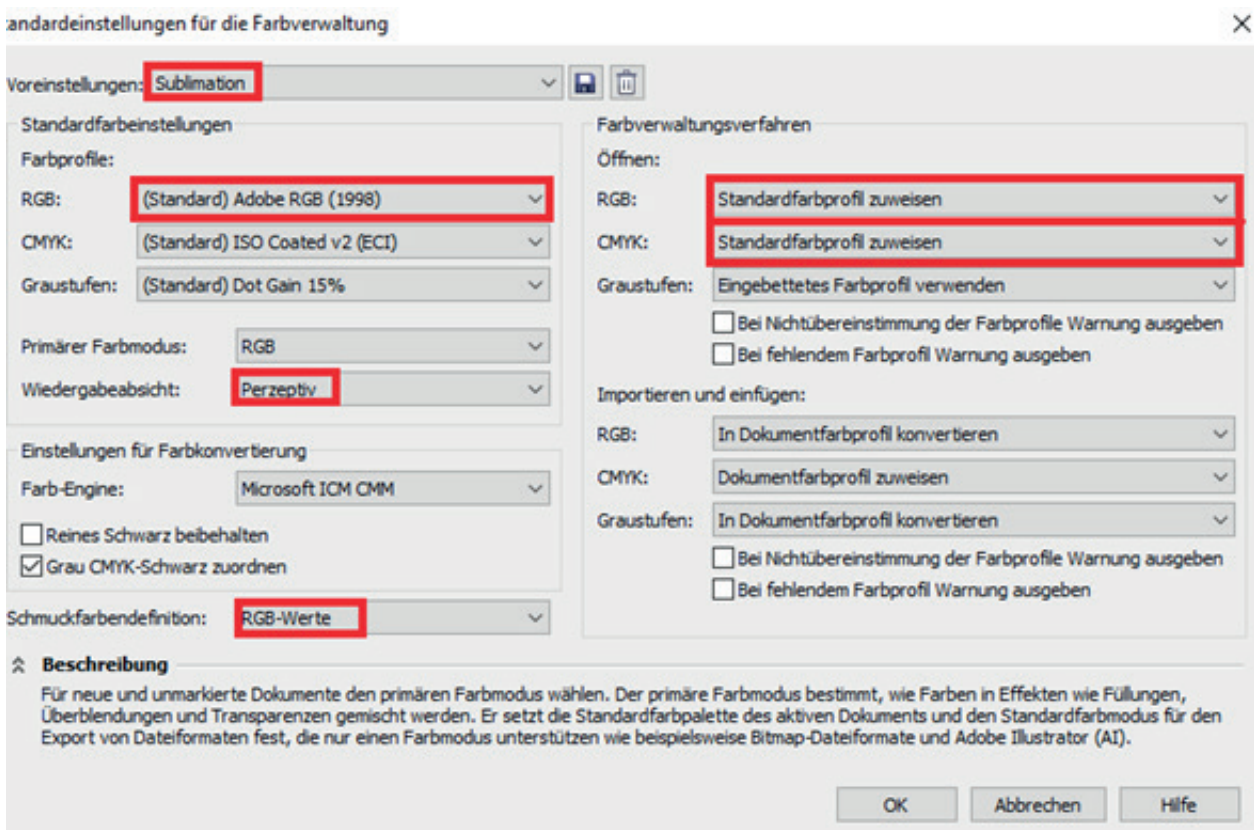 tandardeinstellungen für die Farbverwaltung
Voreinstellungen: Sublimation
Standardfarbeinstellungen
Farbprofile:
RGB: (Standard) Adobe RGB (1998)
CMYK: (Standard) ISO Coated v2 (ECI)
Graustufen: (Standard) Dot Gain 15%
Primärer Farbmodus: RGB
Wiedergabeabsicht: Perzeptiv
Einstellungen für Farbkonvertierung
Farb-Engine: Microsoft ICM CMM
Reines Schwarz beibehalten
Grau CMYK-Schwarz zuordnen
Schmuckfarbendefinition: RGB-Werte
Farbverwaltungsverfahren
Öffnen:
RGB: Standardfarbprofil zuweisen
CMYK: Standardfarbprofil zuweisen
Graustufen: Eingebettetes Farbprofil verwenden
Bei Nichtübereinstimmung der Farbprofile Warnung ausgeben
Bei fehlendem Farbprofil Warnung ausgeben
Importieren und einfügen:
RGB: In Dokumentfarbprofil konvertieren
CMYK: Dokumentfarbprofil zuweisen
Graustufen: In Dokumentfarbprofil konvertieren
Bei Nichtübereinstimmung der Farbprofile Warnung ausgeben
Bei fehlendem Farbprofil Warnung ausgeben
Beschreibung
Für neue und unmarkierte Dokumente den primären Farbmodus wählen. Der primäre Farbmodus bestimmt, wie Farben in Effekten wie Füllungen,
Überblendungen und Transparenzen gemischt werden. Er setzt die Standardfarbpalette des aktiven Dokuments und den Standardfarbmodus für den
Export von Dateiformaten fest, die nur einen Farbmodus unterstützen wie beispielsweise Bitmap-Dateiformate und Adobe Illustrator (AI).
OK Abbrechen Hilfe